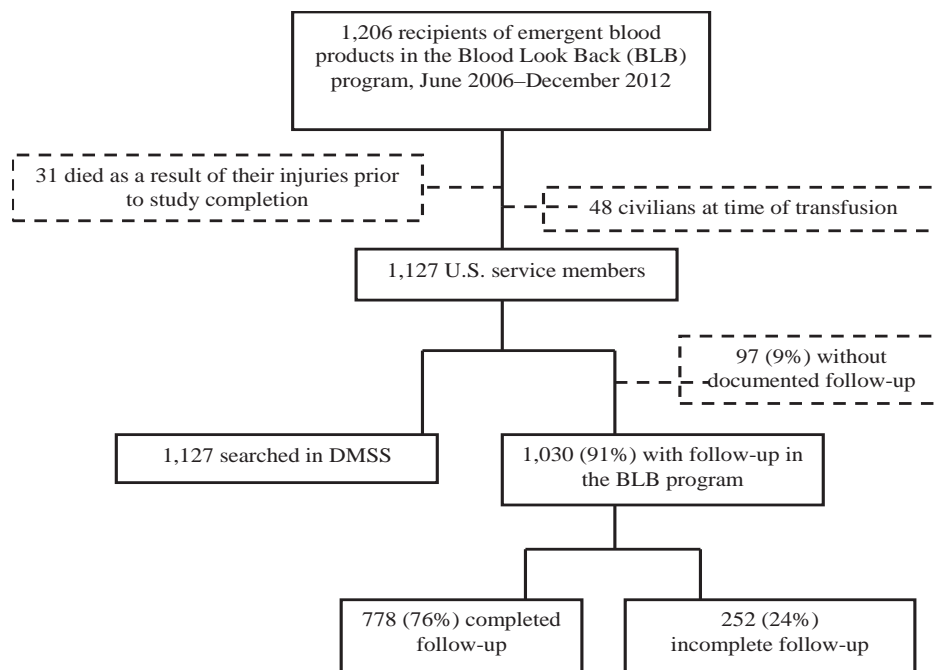 1,206 recipients of emergent blood
products in the Blood Look Back (BLB)
program, June 2006–December 2012
31 died as a result of their injuries prior
to study completion
48 civilians at time of transfusion
1,127 U.S. service members
97 (9%) without
documented follow-up
1,127 searched in DMSS
1,030 (91%) with follow-up in
the BLB program
778 (76%) completed
follow-up
252 (24%)
incomplete follow-up